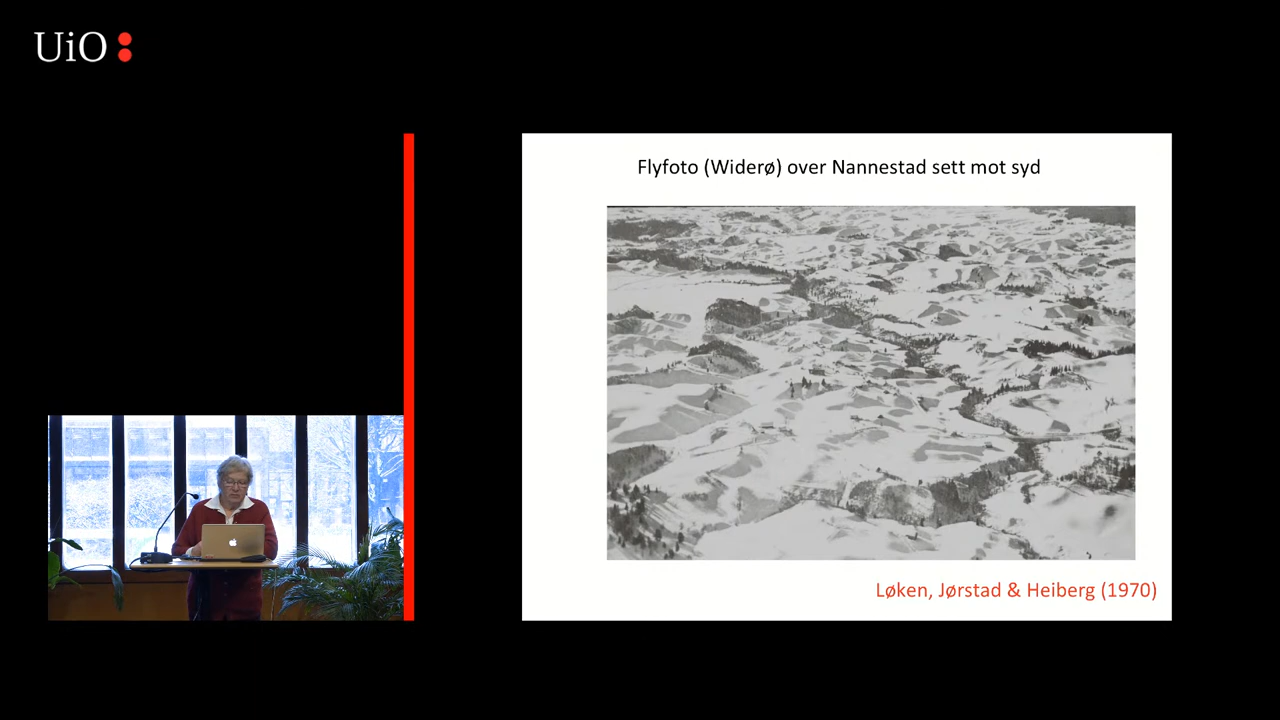 UiO
Flyfoto (Widerø) over Nannestad sett mot syd
Løken, Jørstad & Heiberg (1970)